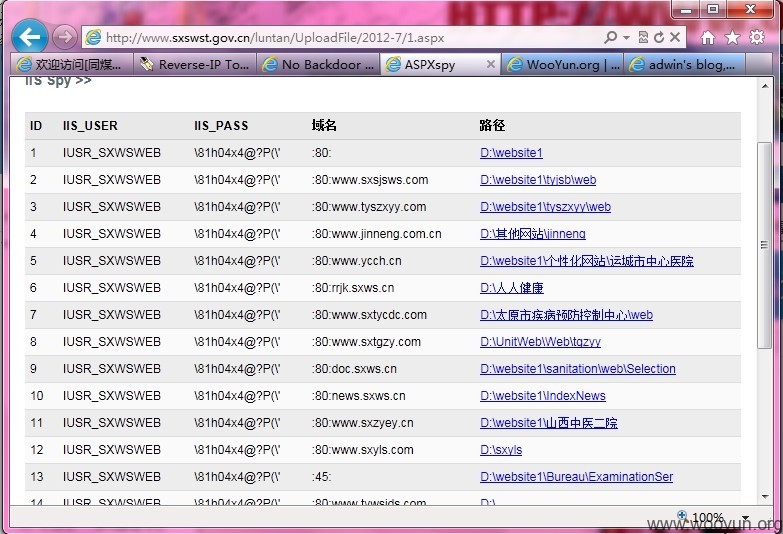 http://www.sxswst.gov.cn/luntan/UploadFile/2012-7/1.aspx
欢迎访问[同煤... Reverse-IP To... No Backdoor ... ASPXspy WooYun.org | ... adwin's blog,...
IIS Spy >>
ID IIS_USER IIS_PASS 域名 路径
1 IUSR_SXWSWEB \81h04x4@?P(\' :80: D:\website1
2 IUSR_SXWSWEB \81h04x4@?P(\' :80:www.sxsjsws.com D:\website1\tyjsb\web
3 IUSR_SXWSWEB \81h04x4@?P(\' :80:www.tyszxyy.com D:\website1\tyszxyy\web
4 IUSR_SXWSWEB \81h04x4@?P(\' :80:www.jinneng.com.cn D:\其他网站\jinneng
5 IUSR_SXWSWEB \81h04x4@?P(\' :80:www.ycch.cn D:\website1\个性化网站\运城市中心医院
6 IUSR_SXWSWEB \81h04x4@?P(\' :80:rrjk.sxws.cn D:\人人健康
7 IUSR_SXWSWEB \81h04x4@?P(\' :80:www.sxtycdc.com D:\太原市疾病预防控制中心\web
8 IUSR_SXWSWEB \81h04x4@?P(\' :80:www.sxtgzy.com D:\UnitWeb\Web\tgzyy
9 IUSR_SXWSWEB \81h04x4@?P(\' :80:doc.sxws.cn D:\website1\sanitation\web\Selection
10 IUSR_SXWSWEB \81h04x4@?P(\' :80:news.sxws.cn D:\website1\IndexNews
11 IUSR_SXWSWEB \81h04x4@?P(\' :80:www.sxzyey.cn D:\website1\山西中医二院
12 IUSR_SXWSWEB \81h04x4@?P(\' :80:www.sxyls.com D:\sxyls
13 IUSR_SXWSWEB \81h04x4@?P(\' :45: D:\website1\Bureau\ExaminationSer
14 IUSR_SXWSWEB \81h04x4@?P(\' D:\
100%
www.wooyun.org